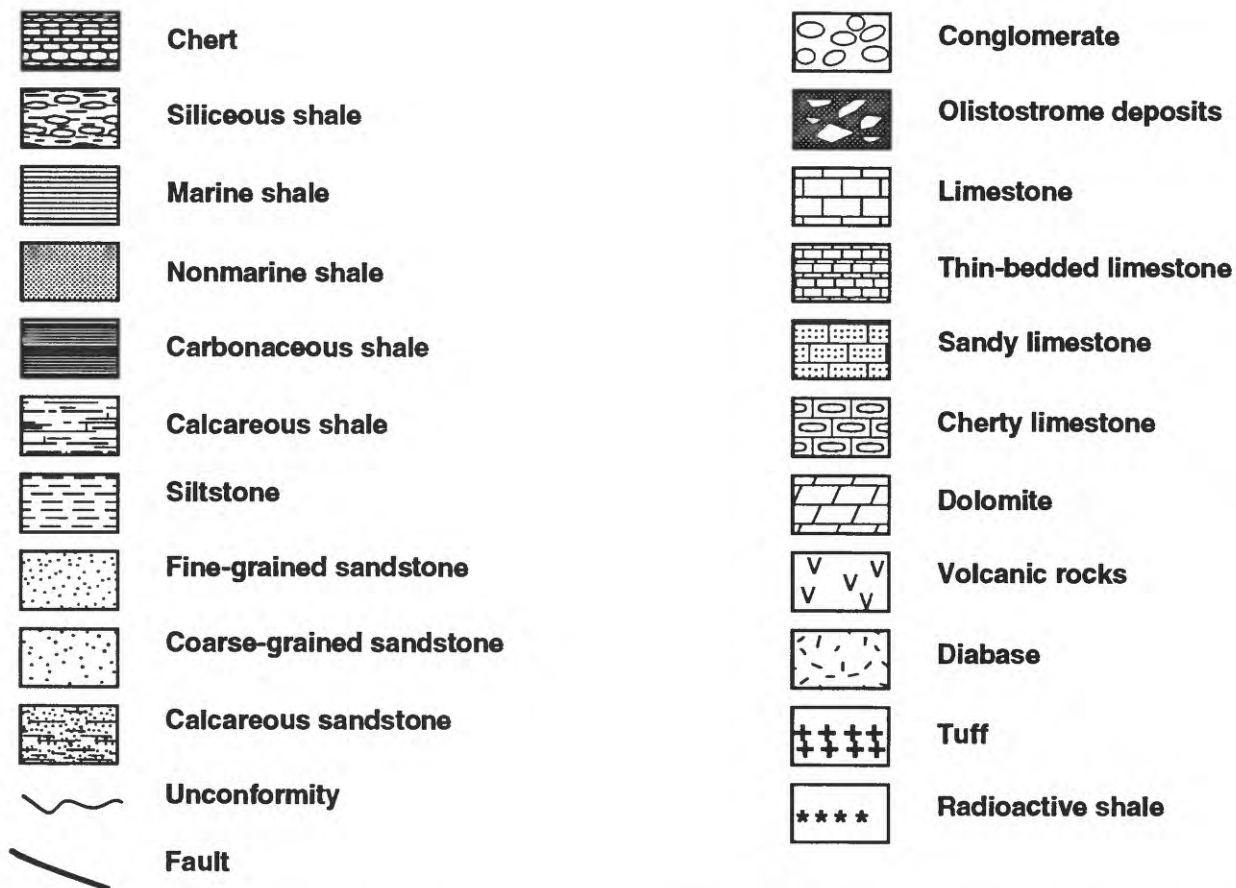 Chert
Siliceous shale
Marine shale
Nonmarine shale
Carbonaceous shale
Calcareous shale
Siltstone
Fine-grained sandstone
Coarse-grained sandstone
Calcareous sandstone
Unconformity
Fault
Conglomerate
Olistostrome deposits
Limestone
Thin-bedded limestone
Sandy limestone
Cherty limestone
Dolomite
Volcanic rocks
Diabase
Tuff
Radioactive shale